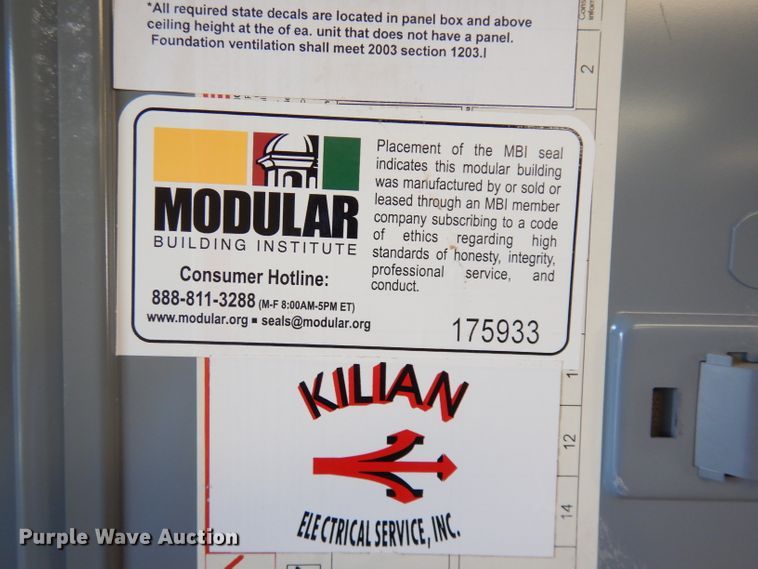 *All required state decals are located in panel box and above
ceiling height at the of ea. unit that does not have a panel.
Foundation ventilation shall meet 2003 section 1203.I
2
MODULAR
BUILDING INSTITUTE
Consumer Hotline:
888-811-3288 (M-F 8:00AM-5PM ET)
www.modular.org ▪ seals@modular.org
Placement of the MBI seal
indicates this modular building
was manufactured by or sold or
leased through an MBI member
company subscribing to a code
of ethics regarding high
standards of honesty, integrity,
professional service, and
conduct.
175933
KILIAN
ELECTRICAL SERVICE, INC.
1
12
14
Purple Wave Auction